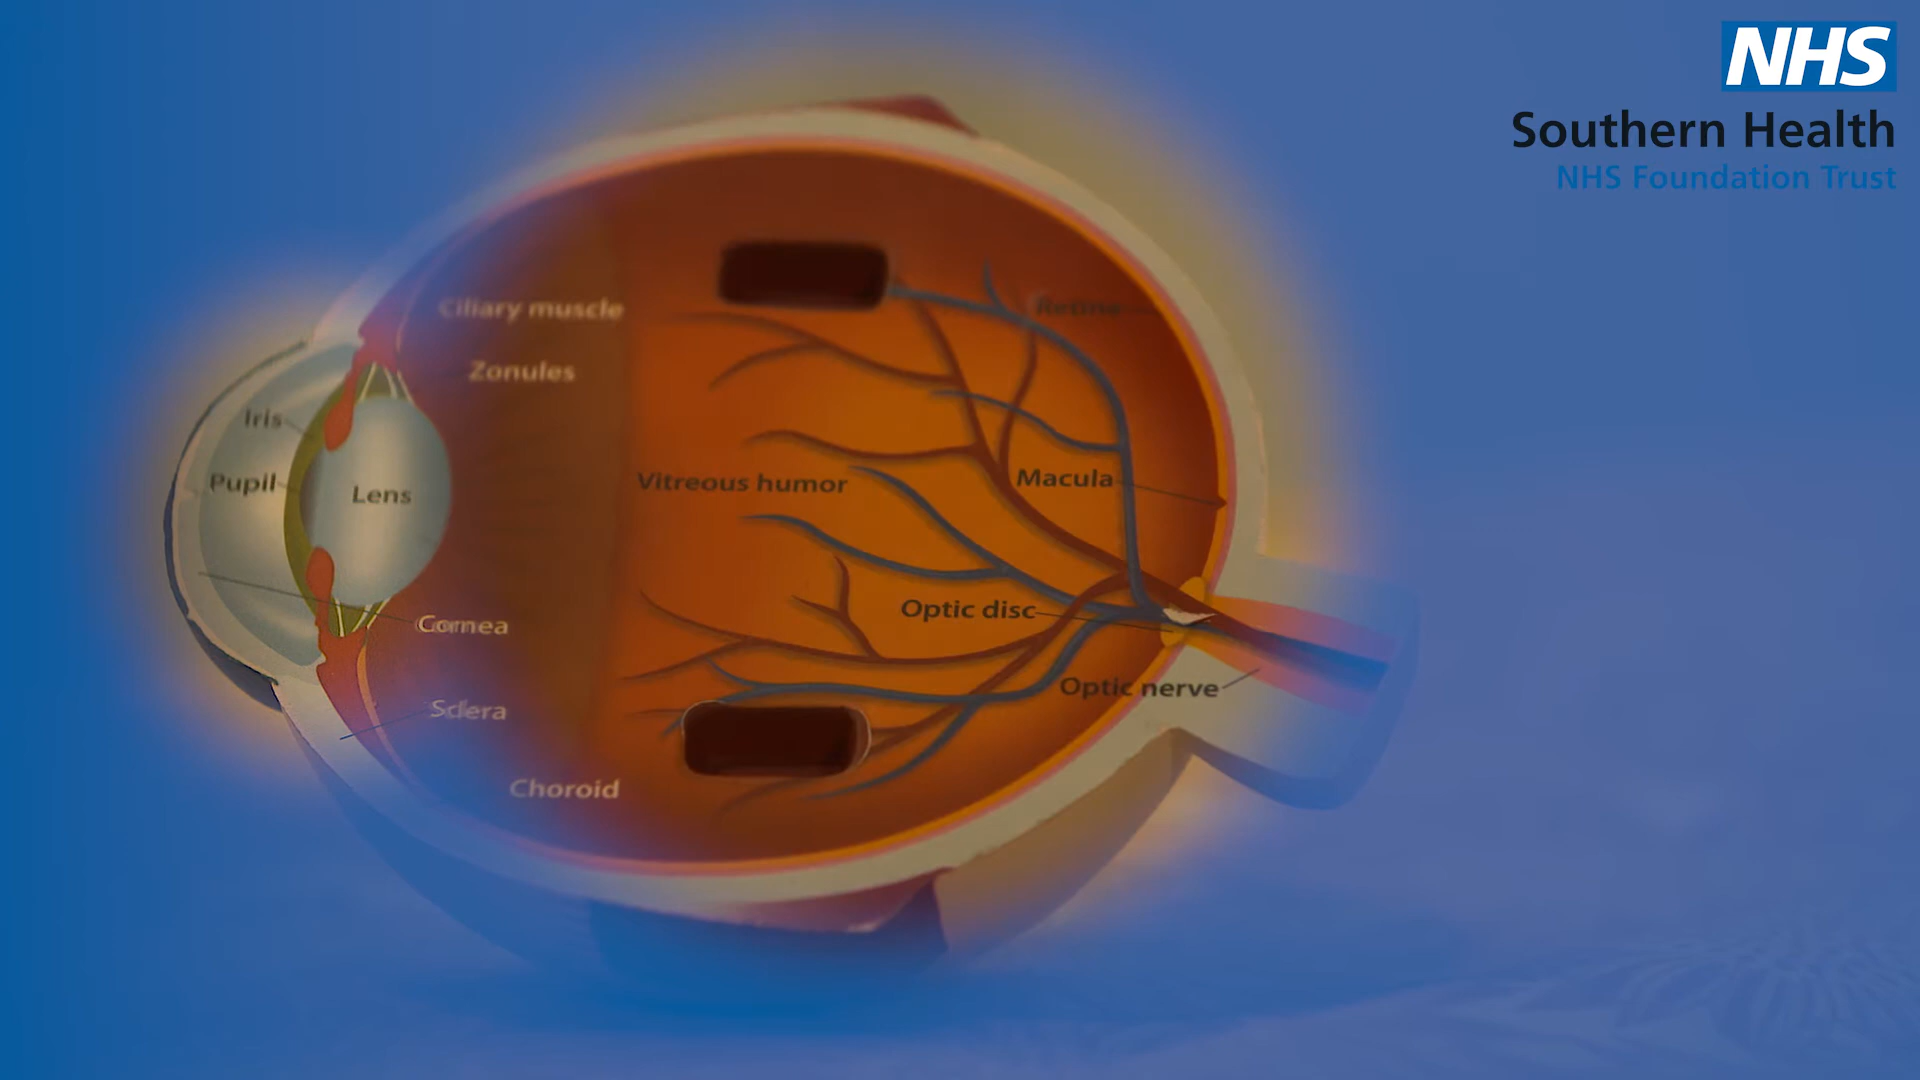 NHS
Southern Health
NHS Foundation Trust
Ciliary muscle
Retina
Zonules
Iris
Pupil
Lens
Vitreous humor
Macula
Optic disc
Cornea
Optic nerve
Sclera
Choroid